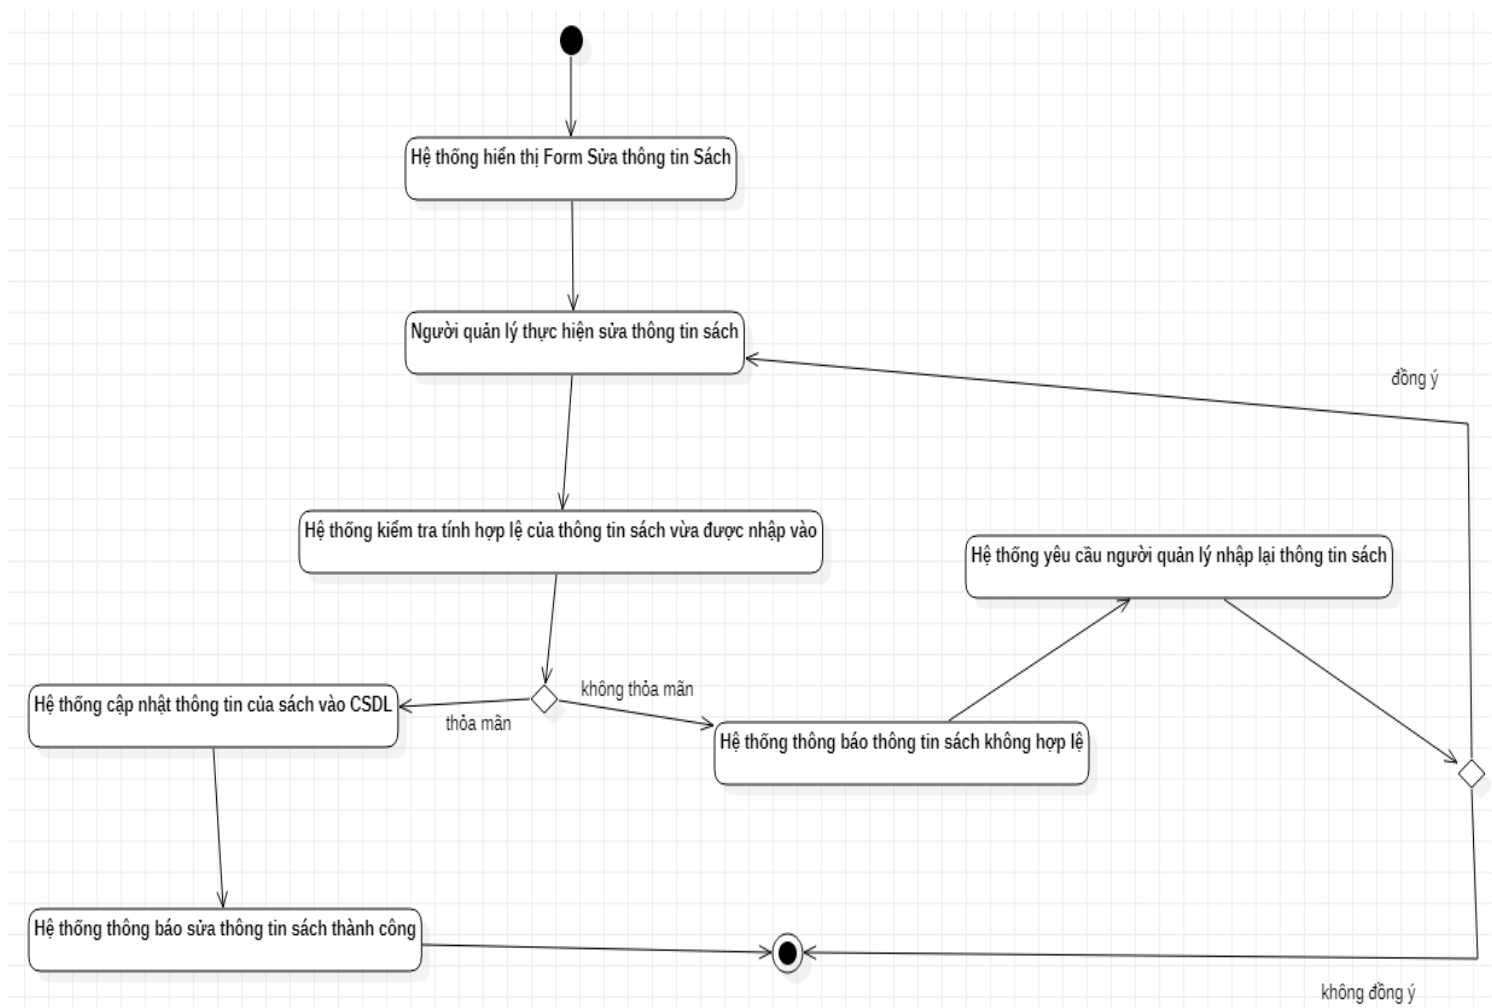 Hệ thống hiển thị Form Sửa thông tin Sách
Người quản lý thực hiện sửa thông tin sách
đồng ý
Hệ thống kiểm tra tính hợp lệ của thông tin sách vừa được nhập vào
Hệ thống yêu cầu người quản lý nhập lại thông tin sách
không thỏa mãn
Hệ thống cập nhật thông tin của sách vào CSDL
thỏa mãn
Hệ thống thông báo thông tin sách không hợp lệ
Hệ thống thông báo sửa thông tin sách thành công
không đồng ý